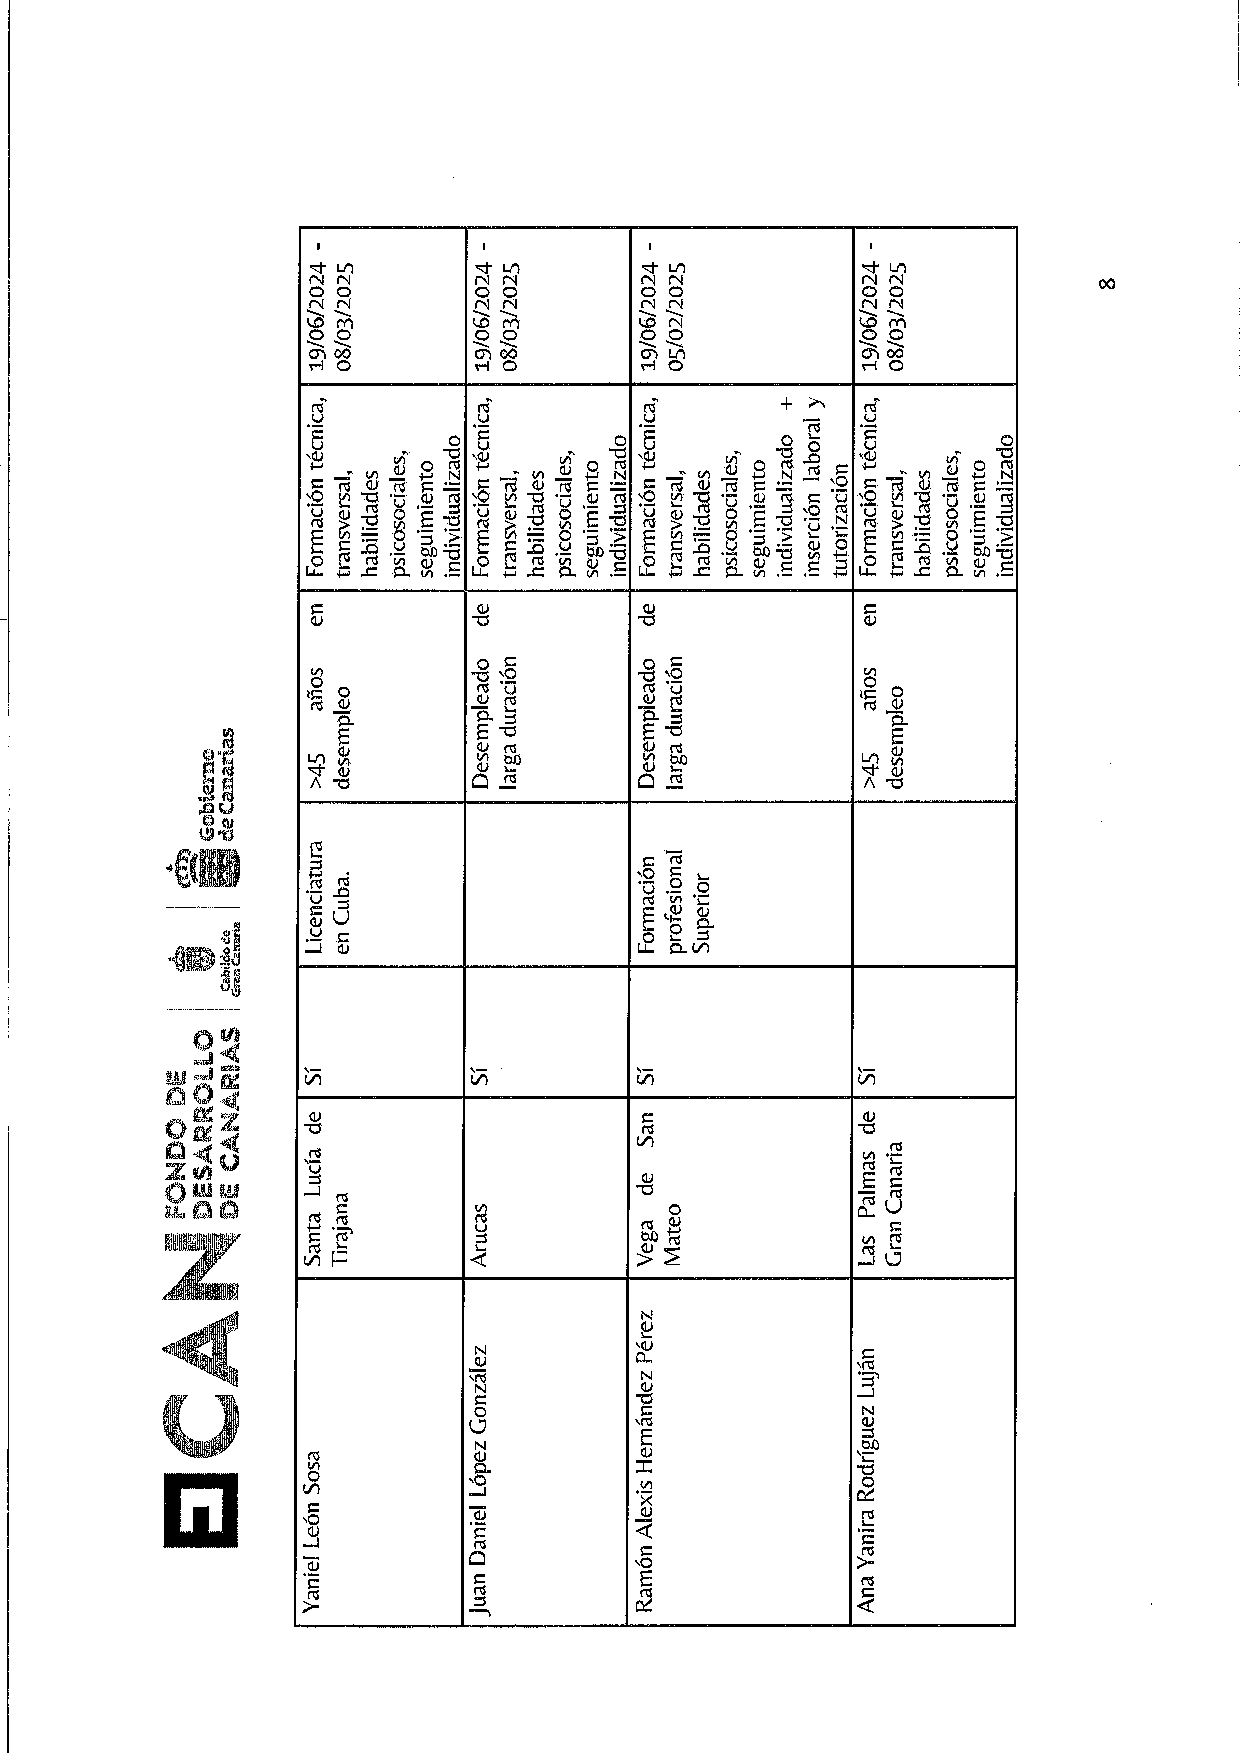 FONDO DE
DESARROLLO
DE CANARIAS
CAN
Cabildo de
Gran Canaria
Gobierno
de Canarias
Yaniel León Sosa
Santa Lucía de
Tirajana
Sí
Licenciatura
en Cuba.
>45 años en
desempleo
Formación técnica,
transversal,
habilidades
psicosociales,
seguimiento
individualizado
19/06/2024 -
08/03/2025
Juan Daniel López González
Arucas
Sí
Desempleado de
larga duración
Formación técnica,
transversal,
habilidades
psicosociales,
seguimiento
individualizado
19/06/2024 -
08/03/2025
Ramón Alexis Hernández Pérez
Vega de San
Mateo
Sí
Formación
profesional
Superior
Desempleado de
larga duración
Formación técnica,
transversal,
habilidades
psicosociales,
seguimiento
individualizado +
inserción laboral y
tutorización
19/06/2024 -
05/02/2025
Ana Yanira Rodríguez Luján
Las Palmas de
Gran Canaria
Sí
>45 años en
desempleo
Formación técnica,
transversal,
habilidades
psicosociales,
seguimiento
individualizado
19/06/2024 -
08/03/2025
8